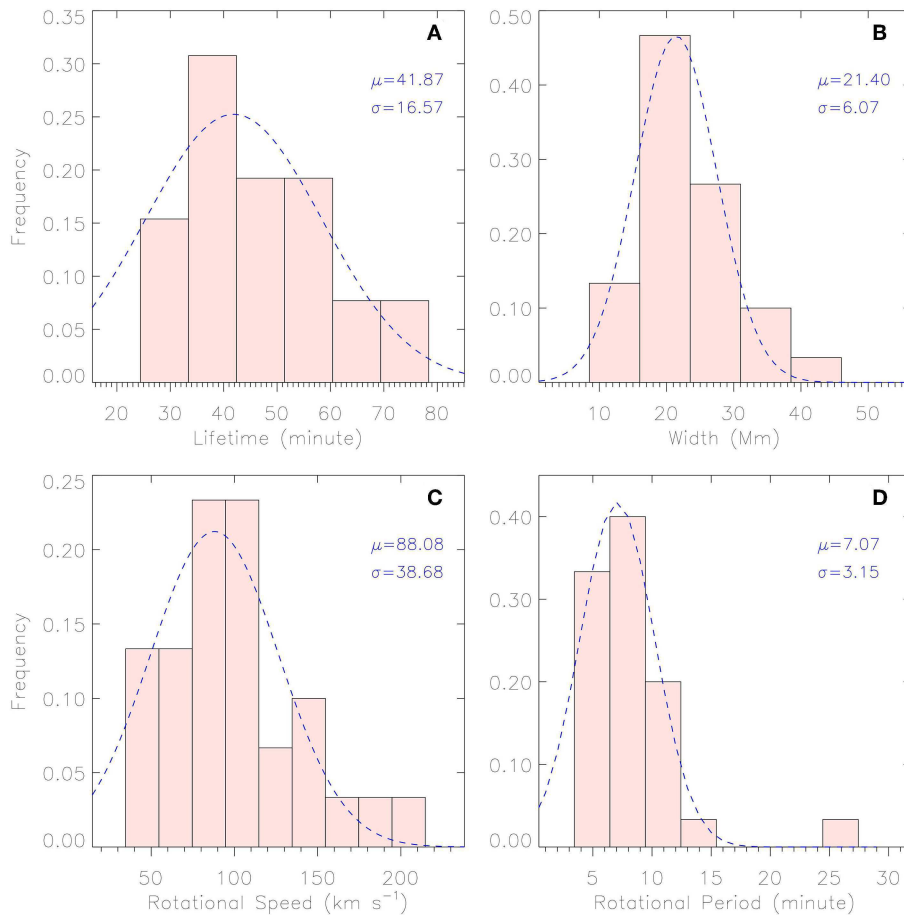 0.35
0.30
0.25
0.20
0.15
0.10
0.05
0.00
Frequency
A
μ=41.87
σ=16.57
20 30 40 50 60 70 80
Lifetime (minute)
0.50
0.40
0.30
0.20
0.10
0.00
B
μ=21.40
σ=6.07
10 20 30 40 50
Width (Mm)
0.25
0.20
0.15
0.10
0.05
0.00
Frequency
C
μ=88.08
σ=38.68
50 100 150 200
Rotational Speed (km s⁻¹)
0.40
0.30
0.20
0.10
0.00
D
μ=7.07
σ=3.15
5 10 15 20 25 30
Rotational Period (minute)